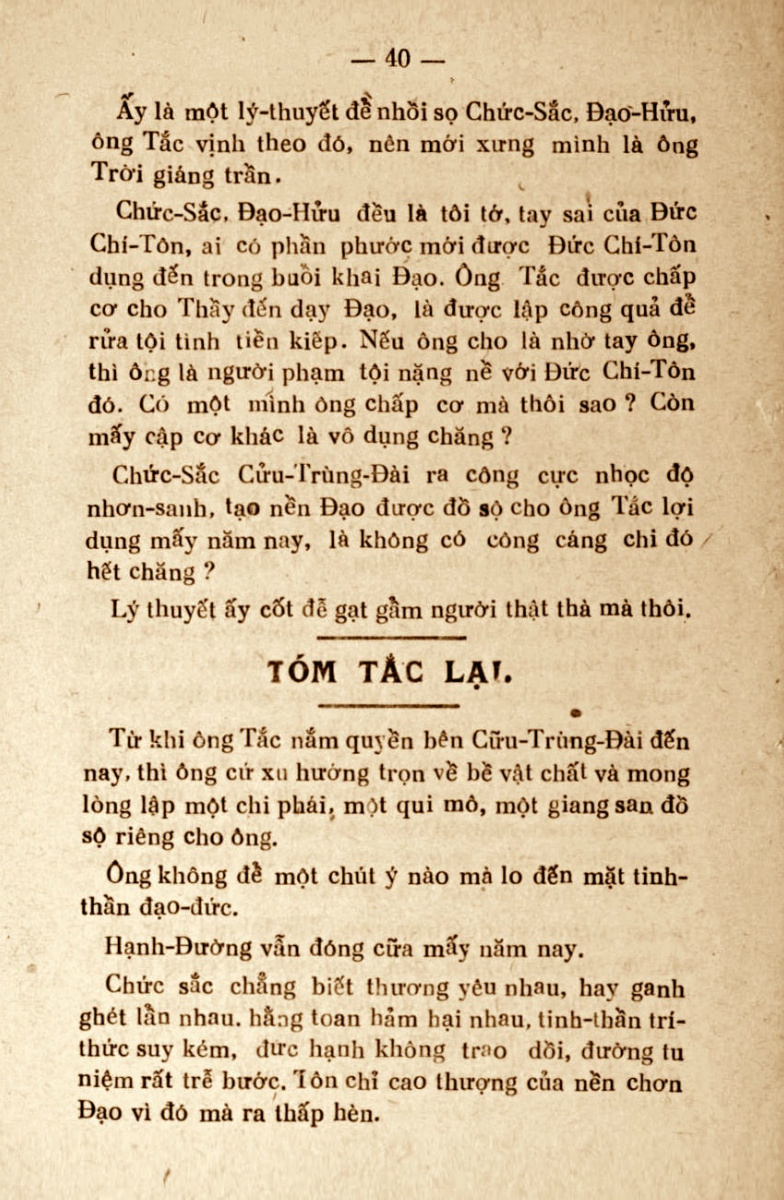 — 40 —
Ấy là một lý-thuyết để nhồi sọ Chức-Sắc, Đạo-Hửu,
ông Tắc vịnh theo đó, nên mới xưng mình là ông
Trời giáng trần.
Chức-Sắc, Đạo-Hửu đều là tôi tớ, tay sai của Đức
Chí-Tôn, ai có phần phước mới được Đức Chí-Tôn
dụng đến trong buổi khai Đạo. Ông Tắc được chấp
cơ cho Thầy đến dạy Đạo, là được lập công quả để
rửa tội tình tiền kiếp. Nếu ông cho là nhờ tay ông,
thì ông là người phạm tội nặng nề với Đức Chí-Tôn
đó. Có một mình ông chấp cơ mà thôi sao ? Còn
mấy cập cơ khác là vô dụng chăng ?
Chức-Sắc Cửu-Trùng-Đài ra công cực nhọc độ
nhơn-sanh, tạo nền Đạo được đồ sộ cho ông Tắc lợi
dụng mấy năm nay, là không có công cáng chi đó
hết chăng ?
Lý thuyết ấy cốt để gạt gẩm người thật thà mà thôi.
TÓM TẮC LẠI.
Từ khi ông Tắc nắm quyền bên Cữu-Trùng-Đài đến
nay, thì ông cứ xu hướng trọn về bề vật chất và mong
lòng lập một chi phái, một qui mô, một giang san đồ
sộ riêng cho ông.
Ông không để một chút ý nào mà lo đến mặt tinh-
thần đạo-đức.
Hạnh-Đường vẫn đóng cữa mấy năm nay.
Chức sắc chẳng biết thương yêu nhau, hay ganh
ghét lẫn nhau. hằng toan hảm hại nhau, tinh-thần trí-
thức suy kém, đức hạnh không trao dồi, đường tu
niệm rất trễ bước. Tôn chỉ cao thượng của nền chơn
Đạo vì đó mà ra thấp hèn.